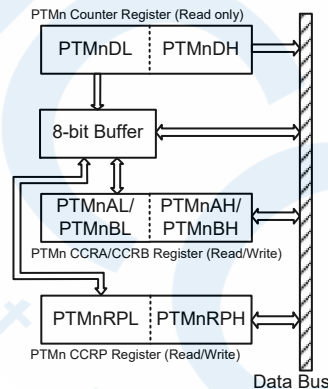 PTMn Counter Register (Read only)
PTMnDL PTMnDH
8-bit Buffer
PTMnAL/ PTMnAH/
PTMnBL PTMnBH
PTMn CCRA/CCRB Register (Read/Write)
PTMnRPL PTMnRPH
PTMn CCRP Register (Read/Write)
Data Bus